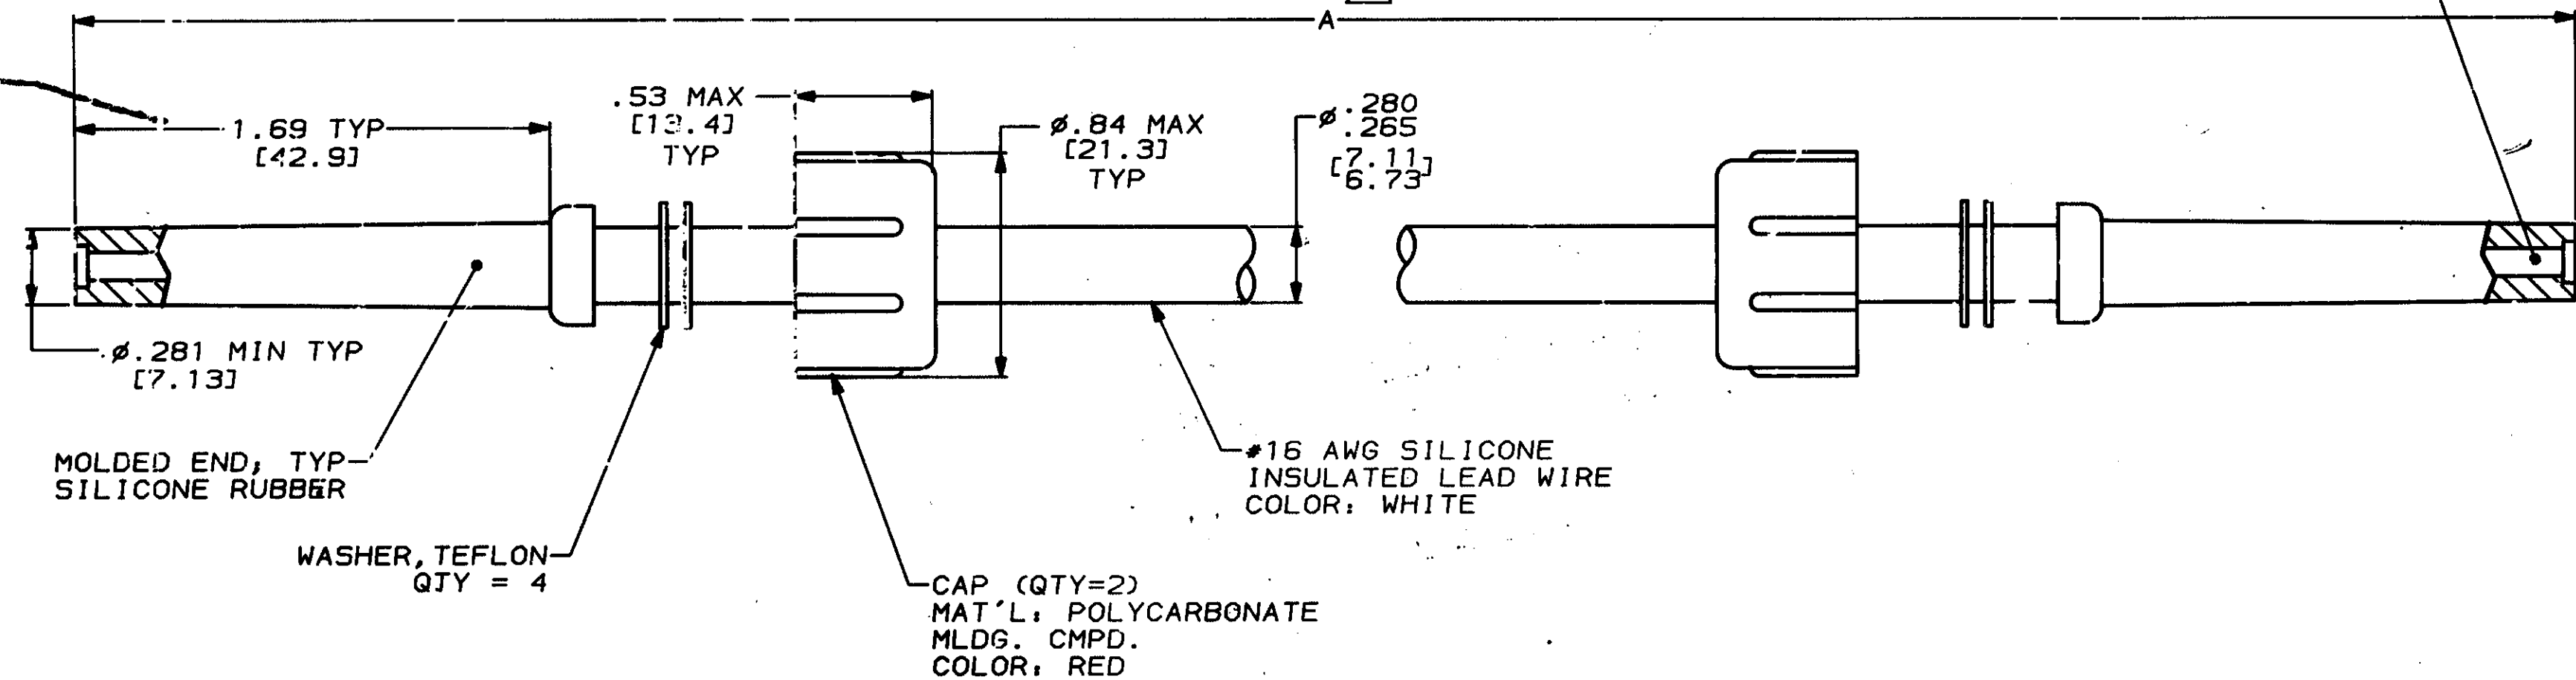 A
.53 MAX
[13.4]
TYP
1.69 TYP
[42.9]
ø.84 MAX
[21.3]
TYP
ø.280
.265
[7.11]
6.73
ø.281 MIN TYP
[7.13]
MOLDED END, TYP
SILICONE RUBBER
WASHER, TEFLON
QTY = 4
CAP (QTY=2)
MAT'L: POLYCARBONATE
MLDG. CMPD.
COLOR: RED
#16 AWG SILICONE
INSULATED LEAD WIRE
COLOR: WHITE